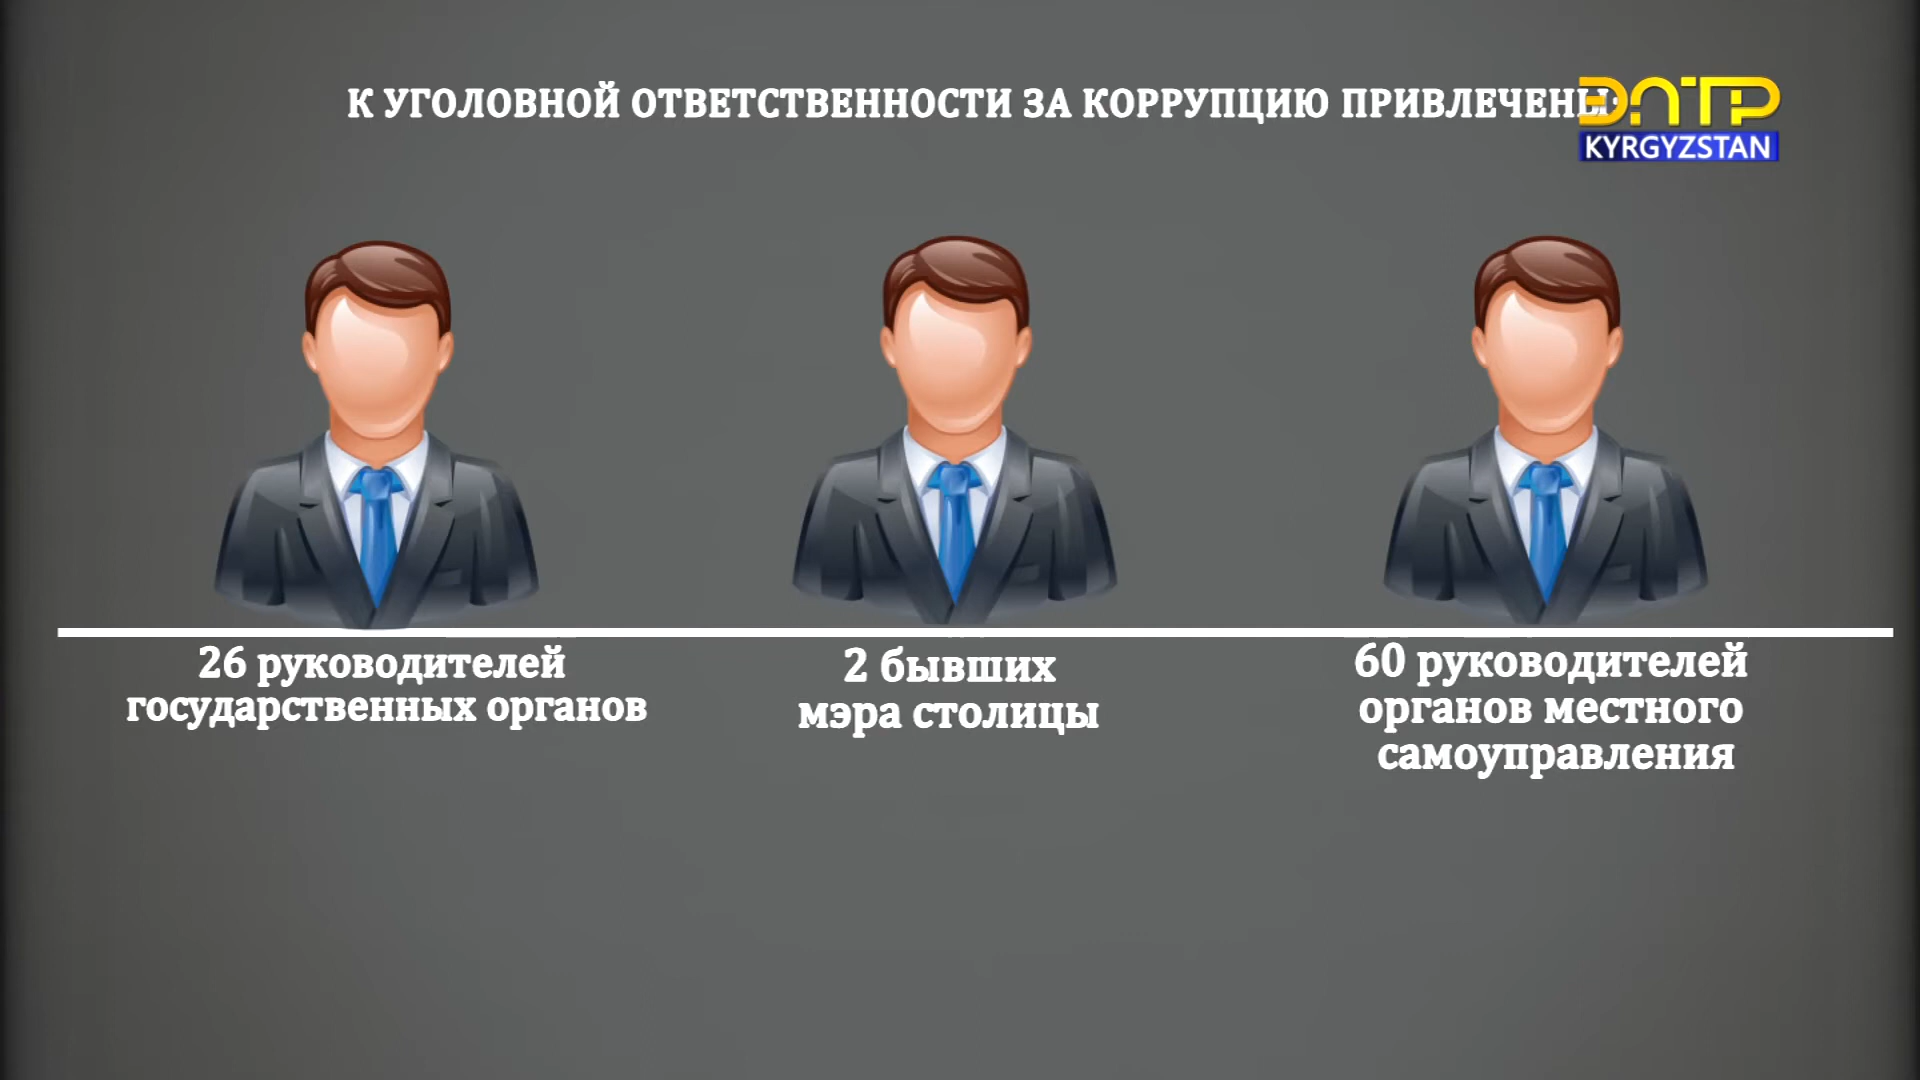 К УГОЛОВНОЙ ОТВЕТСТВЕННОСТИ ЗА КОРРУПЦИЮ ПРИВЛЕЧЕНЫ:
ЭЛТР
KYRGYZSTAN
26 руководителей
государственных органов
2 бывших
мэра столицы
60 руководителей
органов местного
самоуправления